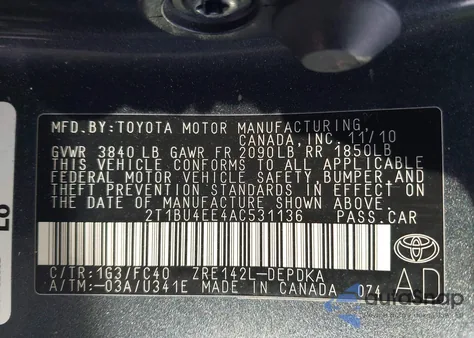 MFD.BY:TOYOTA MOTOR MANUFACTURING,
CANADA, INC. 11/10
GVWR 3840 LB GAWR FR 2090LB RR 1850LB
THIS VEHICLE CONFORMS TO ALL APPLICABLE
FEDERAL MOTOR VEHICLE SAFETY, BUMPER, AND
THEFT PREVENTION STANDARDS IN EFFECT ON
THE DATE OF MANUFACTURE SHOWN ABOVE.
2T1BU4EE4AC531136 PASS.CAR
C/TR:1G3/FC40 ZRE142L-DEPDKA
A/TM:-03A/U341E MADE IN CANADA 074
AD
autoshop